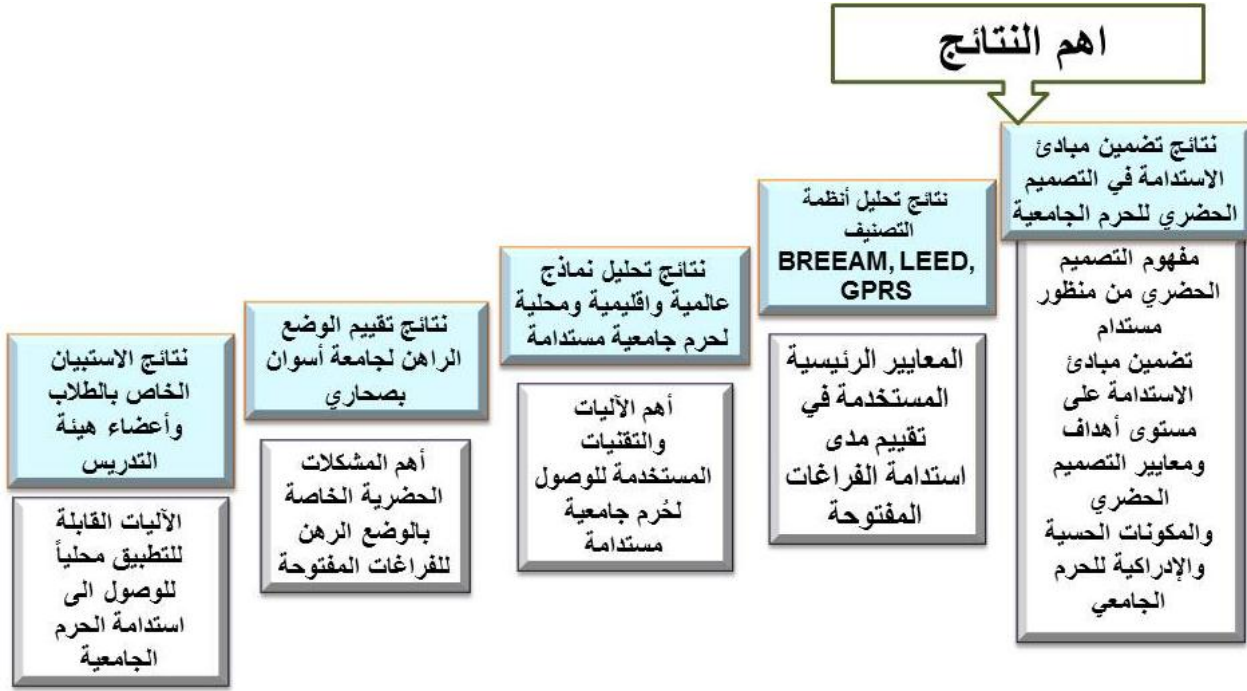 اهم النتائج
نتائج تضمين مبادئ
الاستدامة في التصميم
الحضري للحرم الجامعية
مفهوم التصميم
الحضري من منظور
مستدام
تضمين مبادئ
الاستدامة على
مستوى أهداف
ومعايير التصميم
الحضري
والمكونات الحسية
والإدراكية للحرم
الجامعي
نتائج تحليل أنظمة
التصنيف
BREEAM, LEED,
GPRS
المعايير الرئيسية
المستخدمة في
تقييم مدى
استدامة الفراغات
المفتوحة
نتائج تحليل نماذج
عالمية واقليمية ومحلية
لحرم جامعية مستدامة
أهم الآليات
والتقنيات
المستخدمة للوصول
لحُرم جامعية
مستدامة
نتائج تقييم الوضع
الراهن لجامعة أسوان
بصحاري
أهم المشكلات
الحضرية الخاصة
بالوضع الرهن
للفراغات المفتوحة
نتائج الاستبيان
الخاص بالطلاب
وأعضاء هيئة
التدريس
الآليات القابلة
للتطبيق محلياً
للوصول الى
استدامة الحرم
الجامعية